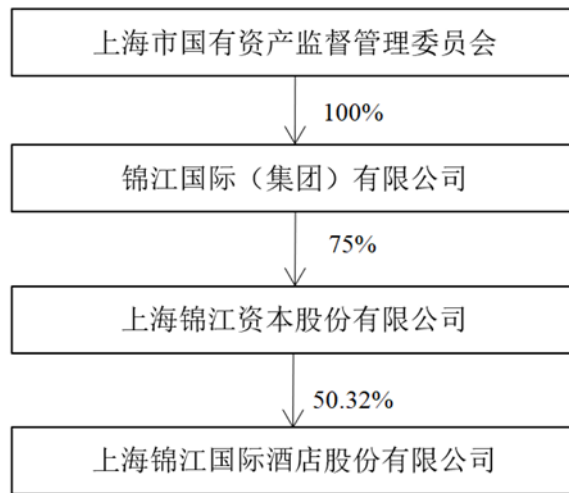 上海市国有资产监督管理委员会
100%
锦江国际（集团）有限公司
75%
上海锦江资本股份有限公司
50.32%
上海锦江国际酒店股份有限公司